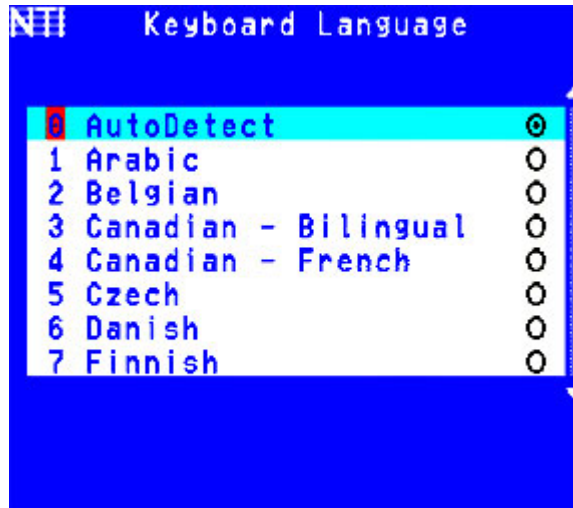 NTI Keyboard Language
0 AutoDetect
1 Arabic
2 Belgian
3 Canadian - Bilingual
4 Canadian - French
5 Czech
6 Danish
7 Finnish